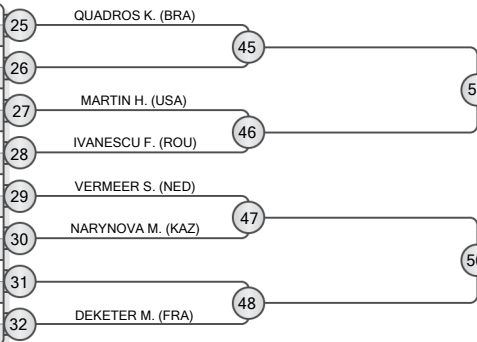 25
QUADROS K. (BRA)
45
26
27
MARTIN H. (USA)
46
28
IVANESCU F. (ROU)
29
VERMEER S. (NED)
47
30
NARYNOVA M. (KAZ)
31
48
32
DEKETER M. (FRA)